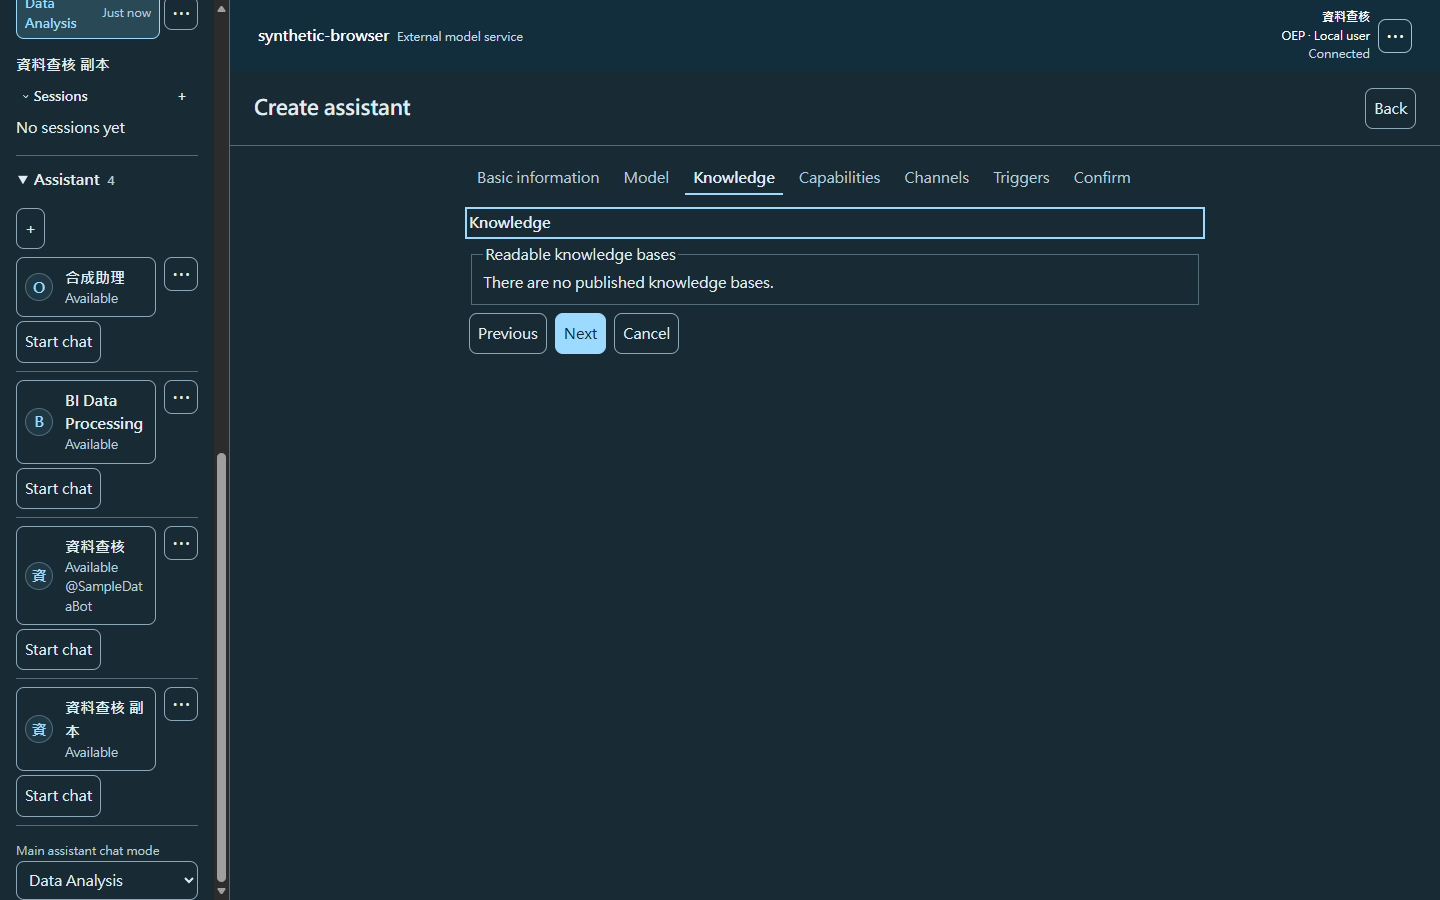 Data
Analysis
Just now
...
資料查核 副本
Sessions
+
No sessions yet
Assistant 4
+
O
合成助理
Available
...
Start chat
B
BI Data
Processing
Available
...
Start chat
資
資料查核
Available
@SampleDat
aBot
...
Start chat
資
資料查核 副
本
Available
...
Start chat
Main assistant chat mode
Data Analysis
synthetic-browser External model service
資料查核
OEP · Local user
Connected
...
Create assistant
Back
Basic information Model Knowledge Capabilities Channels Triggers Confirm
Knowledge
Readable knowledge bases
There are no published knowledge bases.
Previous Next Cancel